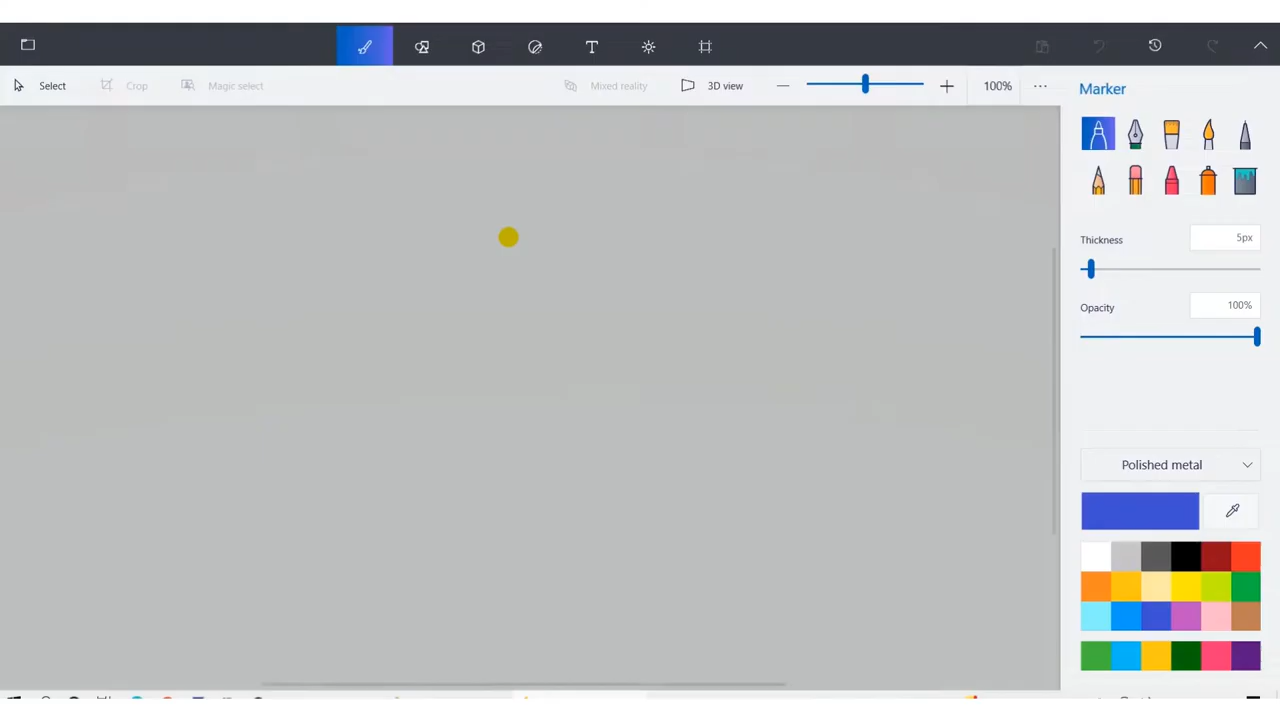 T
Select
Crop
Magic select
Mixed reality
3D view
100%
Marker
Thickness
5px
Opacity
100%
Polished metal